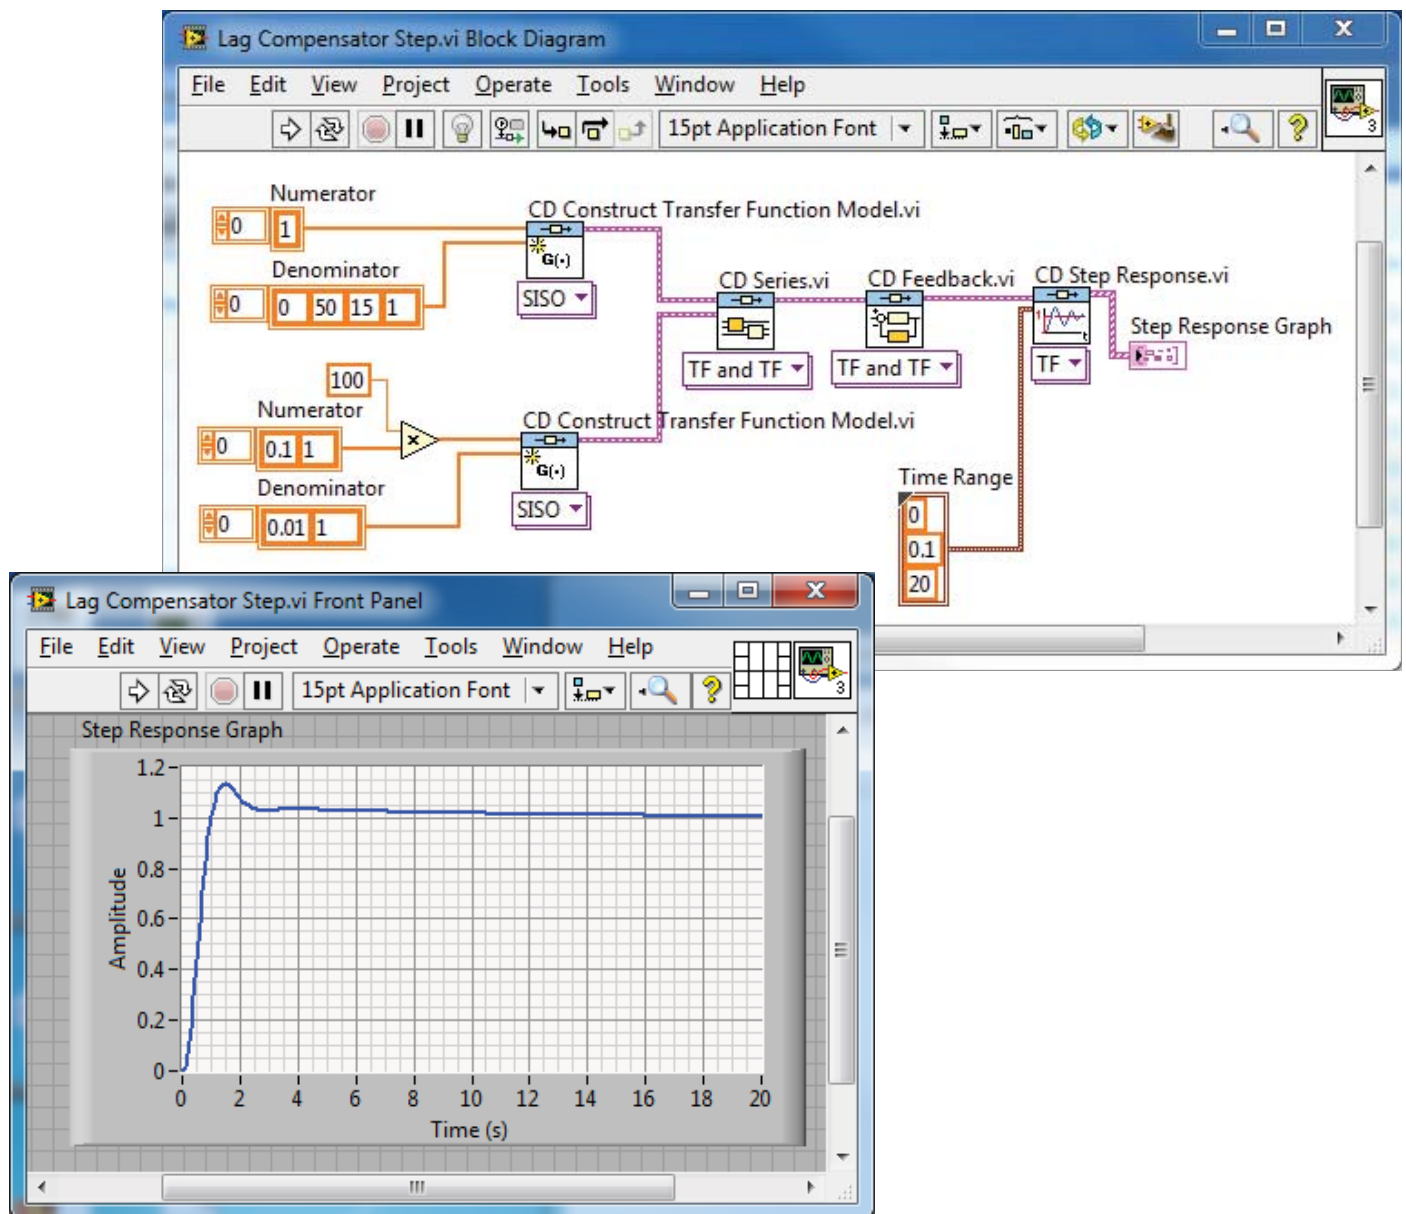 Lag Compensator Step.vi Block Diagram
File Edit View Project Operate Tools Window Help
15pt Application Font
3
Numerator
0 1
CD Construct Transfer Function Model.vi
G(·)
SISO
Denominator
0 0 50 15 1
CD Series.vi
TF and TF
CD Feedback.vi
TF and TF
CD Step Response.vi
1
t
TF
Step Response Graph
100
Numerator
0 0.1 1
x
CD Construct Transfer Function Model.vi
G(·)
SISO
Denominator
0 0.01 1
Time Range
0
0.1
20
Lag Compensator Step.vi Front Panel
File Edit View Project Operate Tools Window Help
15pt Application Font
3
Step Response Graph
1.2
1
0.8
0.6
0.4
0.2
0
Amplitude
0 2 4 6 8 10 12 14 16 18 20
Time (s)